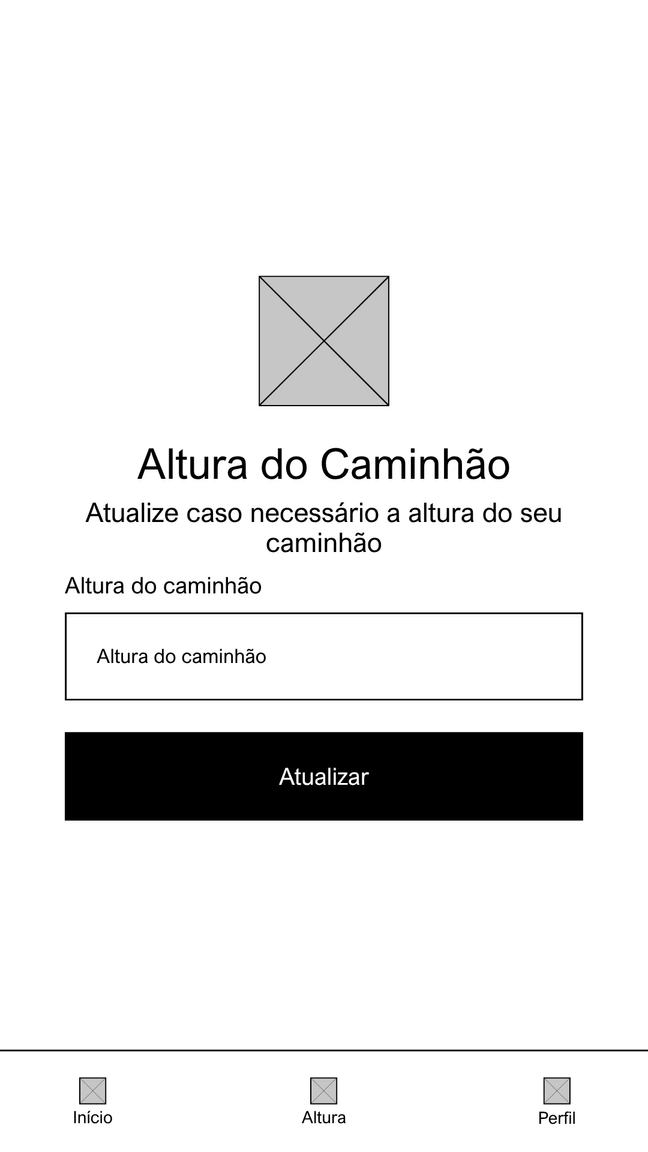 Altura do Caminhão
Atualize caso necessário a altura do seu
caminhão
Altura do caminhão
Altura do caminhão
Atualizar
Início
Altura
Perfil